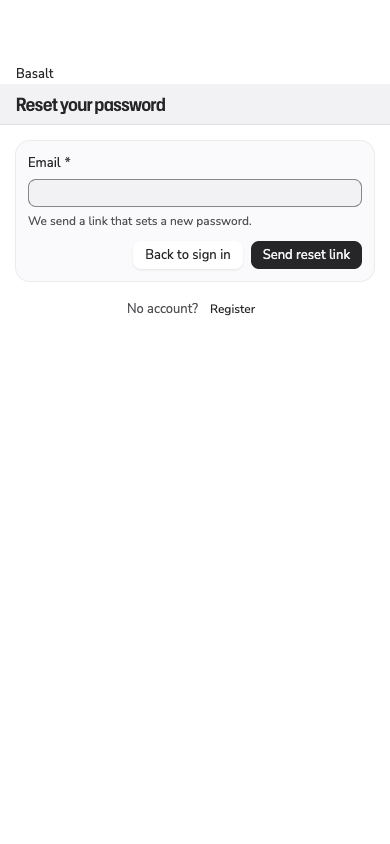 Basalt
Reset your password
Email *
We send a link that sets a new password.
Back to sign in
Send reset link
No account? Register